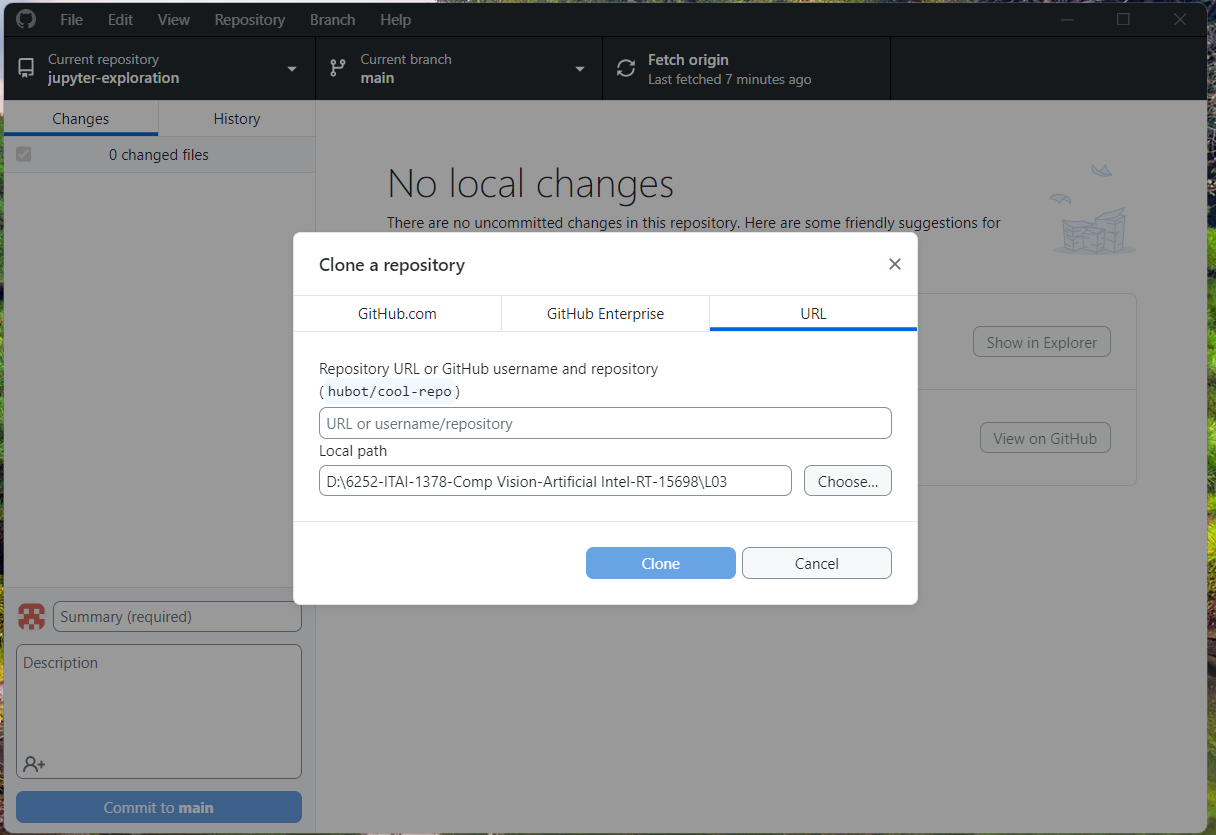 File Edit View Repository Branch Help
Current repository
jupyter-exploration
Current branch
main
Fetch origin
Last fetched 7 minutes ago
Changes History
0 changed files
No local changes
There are no uncommitted changes in this repository. Here are some friendly suggestions for
Show in Explorer
View on GitHub
Clone a repository
GitHub.com GitHub Enterprise URL
Repository URL or GitHub username and repository
(hubot/cool-repo)
URL or username/repository
Local path
D:\6252-ITAI-1378-Comp Vision-Artificial Intel-RT-15698\L03
Choose...
Clone Cancel
Summary (required)
Description
Commit to main